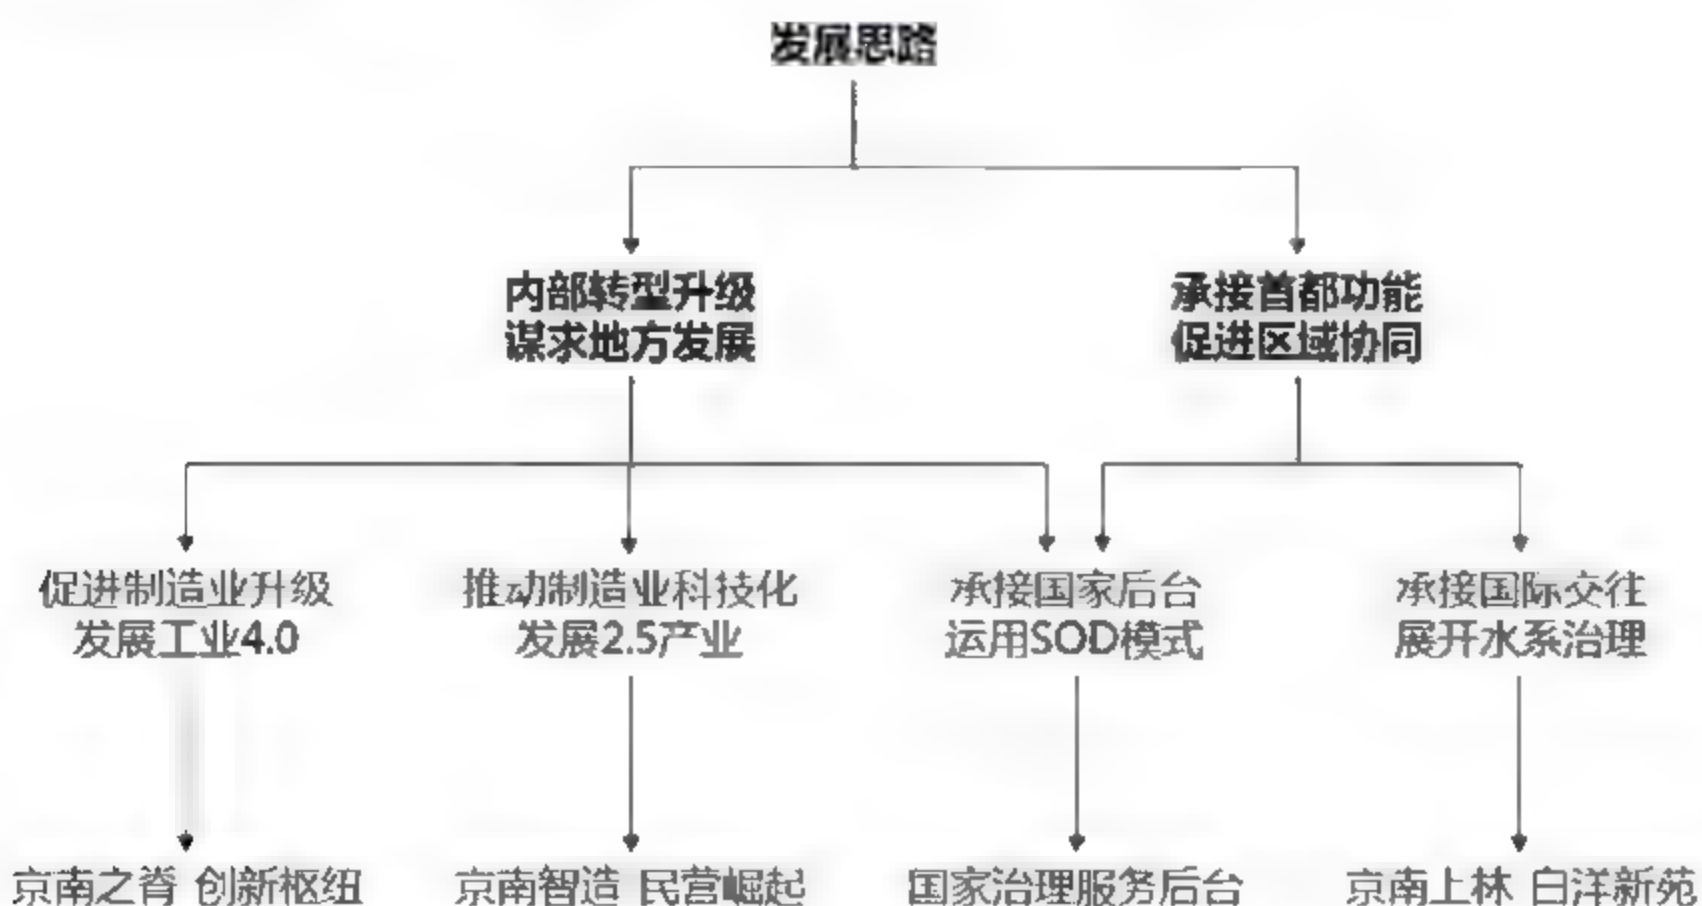 发展思路
内部转型升级
谋求地方发展
承接首都功能
促进区域协同
促进制造业升级
发展工业4.0
推动制造业科技化
发展2.5产业
承接国家后台
运用SOD模式
承接国际交往
展开水系治理
京南之脊 创新枢纽
京南智造 民营崛起
国家治理服务后台
京南上林 白洋新苑